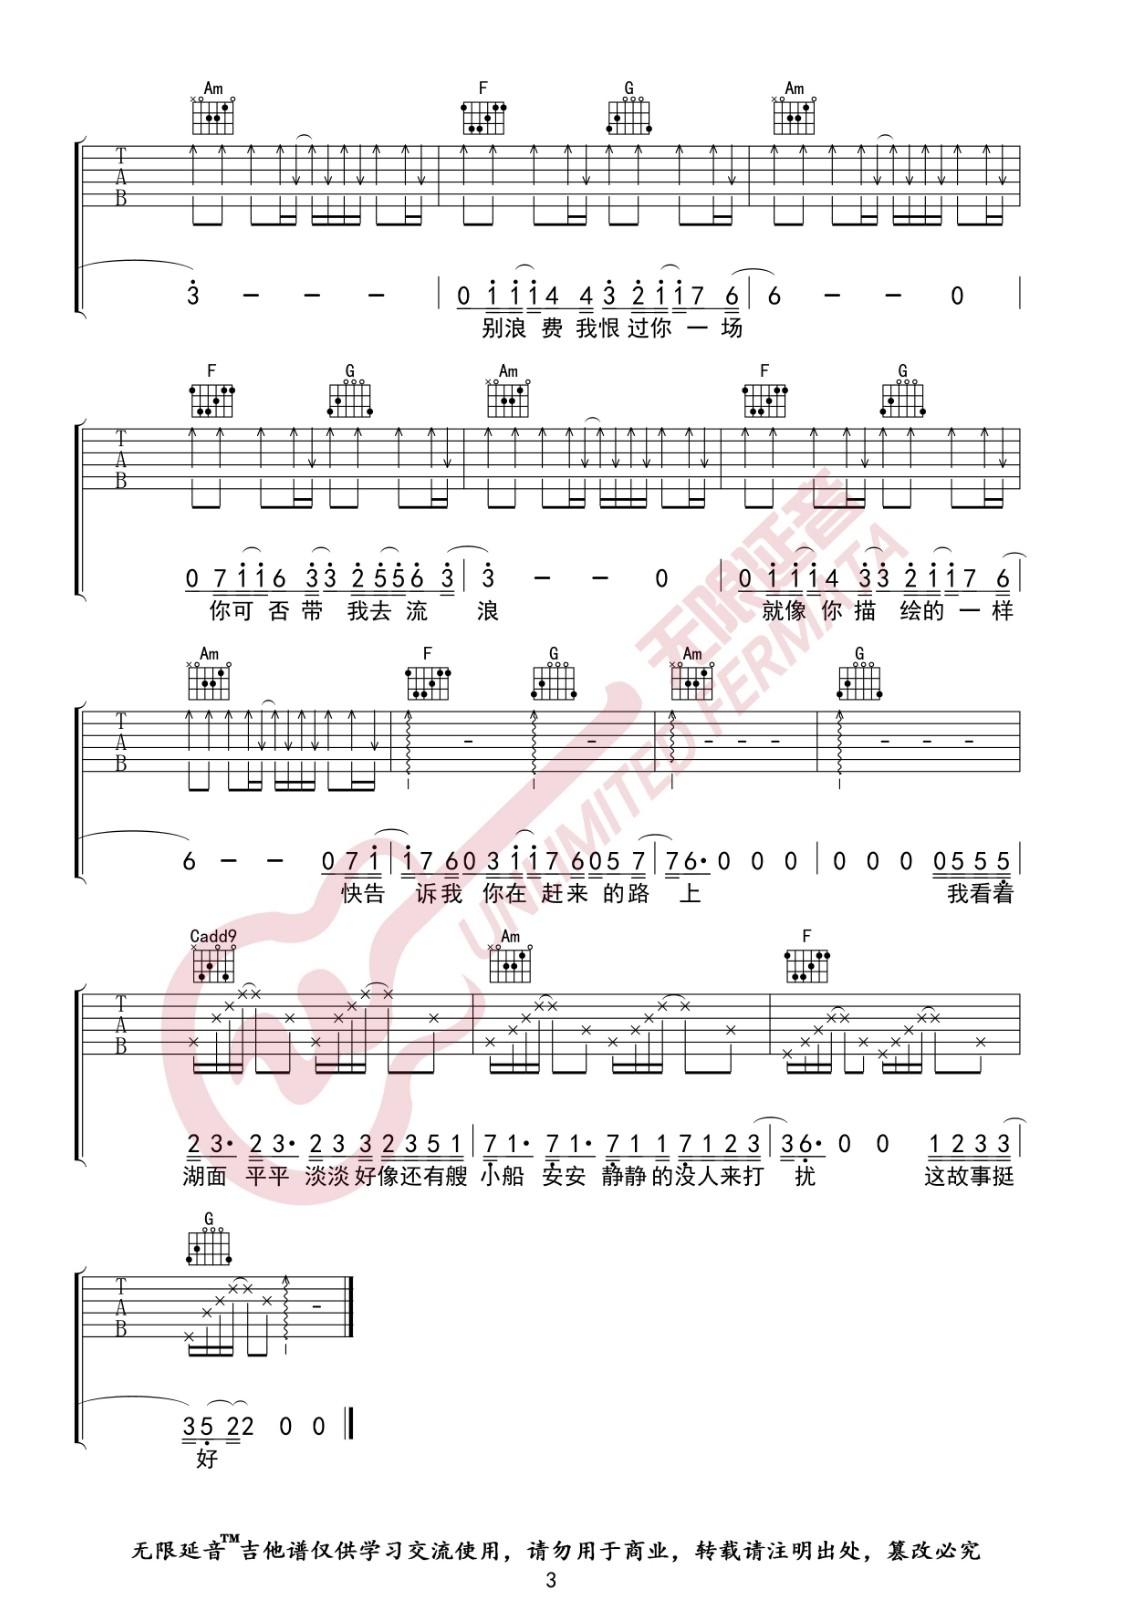 Am F G Am
T
A
B
3 - - - 0 1 1 1 4 4 3 2 1 1 7 6 6 - - 0
别浪 费 我恨 过你 一 场
F G Am F G
T
A
B
0 7 1 1 6 3 3 2 5 5 6 3 3 - - 0 0 1 1 1 4 3 3 2 1 1 7 6
你可 否 带 我去 流 浪 就像 你 描 绘的 一 样
Am F G Am G
T
A
B
6 - - 0 7 1 1 7 6 0 3 1 1 7 6 0 5 7 7 6· 0 0 0 0 0 0 0 5 5 5
快告 诉我 你在 赶来 的路 上 我看着
Cadd9 Am F
T
A
B
2 3· 2 3· 2 3 3 2 3 5 1 7 1· 7 1· 7 1 1 7 1 2 3 3 6· 0 0 1 2 3 3
湖面 平平 淡淡好像还有艘 小船 安安 静静的没人来打 扰 这故事挺
G
T
A
B
3 5 2 2 0 0
好
无限延音
UNLIMITED FERMATA
无限延音™吉他谱仅供学习交流使用，请勿用于商业，转载请注明出处，篡改必究
3